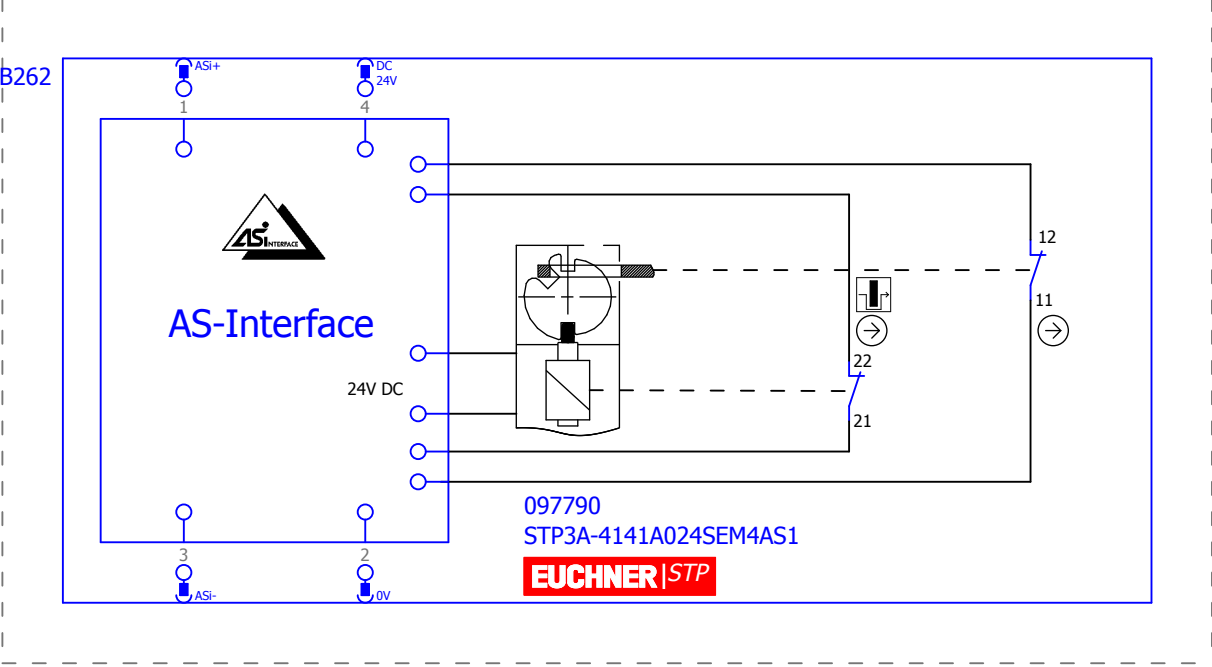 B262
ASi+
DC
24V
1
4
ASi INTERFACE
AS-Interface
12
11
24V DC
22
21
097790
STP3A-4141A024SEM4AS1
EUCHNER|STP
3
2
ASi-
0V